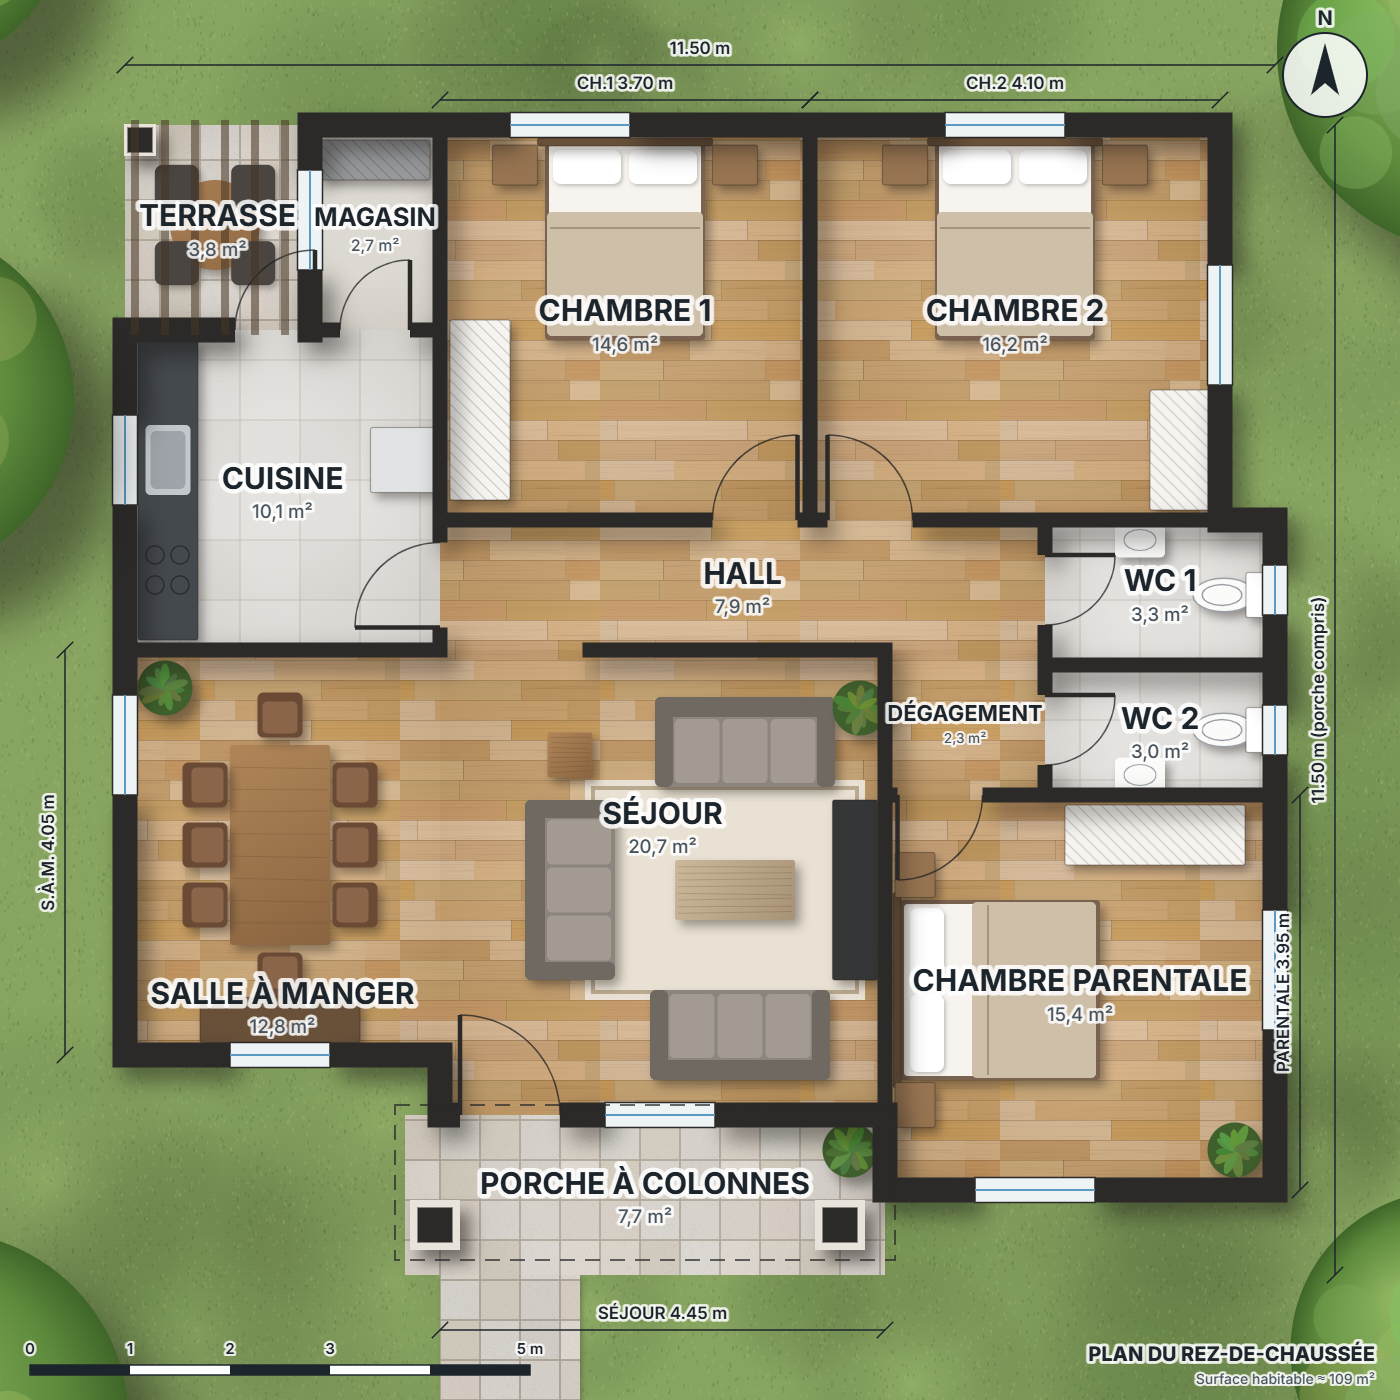 N
11.50 m
CH.1 3.70 m
CH.2 4.10 m
TERRASSE
3,8 m²
MAGASIN
2,7 m²
CHAMBRE 1
14,6 m²
CHAMBRE 2
16,2 m²
CUISINE
10,1 m²
HALL
7,9 m²
WC 1
3,3 m²
DÉGAGEMENT
2,3 m²
WC 2
3,0 m²
11.50 m (porche compris)
S.À.M. 4.05 m
SÉJOUR
20,7 m²
SALLE À MANGER
12,8 m²
CHAMBRE PARENTALE
15,4 m²
PARENTALE 3.95 m
PORCHE À COLONNES
7,7 m²
SÉJOUR 4.45 m
0 1 2 3 5 m
PLAN DU REZ-DE-CHAUSSÉE
Surface habitable ≈ 109 m²